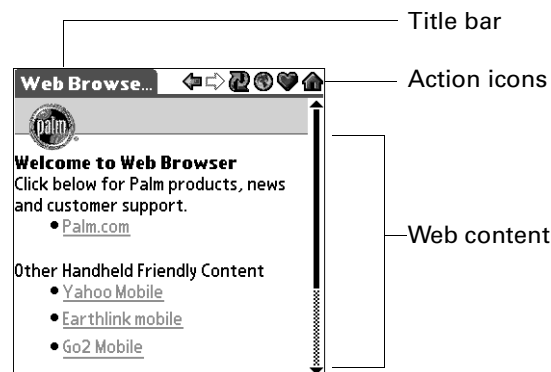 Title bar
Web Browse...
Action icons
palm
Welcome to Web Browser
Click below for Palm products, news
and customer support.
• Palm.com
Web content
Other Handheld Friendly Content
• Yahoo Mobile
• Earthlink mobile
• Go2 Mobile